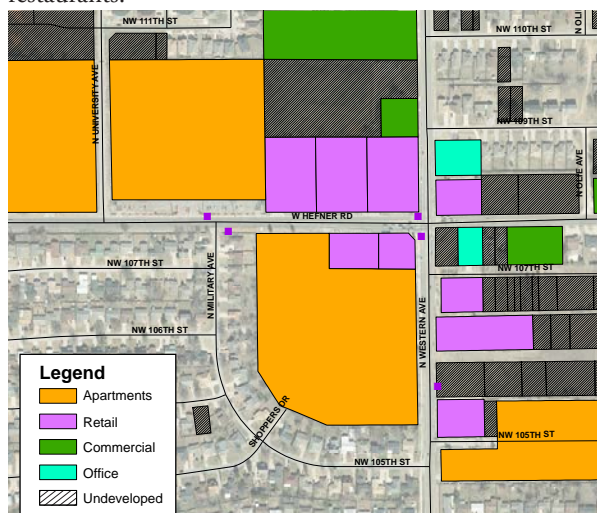 restaurants.
NW 111TH ST
NW 110TH ST
N OLIE
N UNIVERSITY AVE
NW 109TH ST
N OLIE AVE
W HEFNER RD
NW 107TH ST
NW 107TH ST
N MILITARY AVE
N WESTERN AVE
NW 106TH ST
SHOPPERS DR
NW 105TH ST
NW 105TH ST
Legend
Apartments
Retail
Commercial
Office
Undeveloped